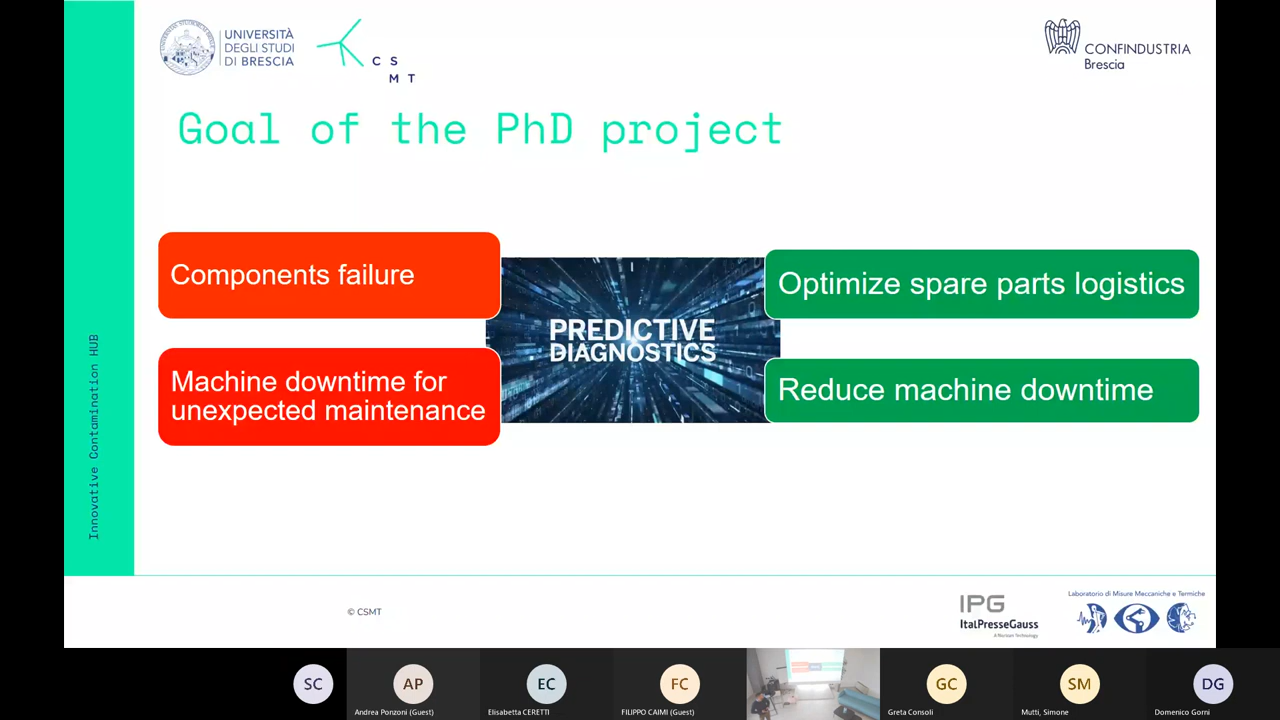 UNIVERSITÀ
DEGLI STUDI
DI BRESCIA
C S
M T
CONFINDUSTRIA
Brescia
Goal of the PhD project
Components failure
Machine downtime for
unexpected maintenance
PREDICTIVE
DIAGNOSTICS
Optimize spare parts logistics
Reduce machine downtime
Innovative Contamination HUB
© CSMT
IPG
ItalPresseGauss
A Norican Technology
Laboratorio di Misure Meccaniche e Termiche
SC
AP
Andrea Ponzoni (Guest)
EC
Elisabetta CERETTI
FC
FILIPPO CAIMI (Guest)
GC
Greta Consoli
SM
Mutti, Simone
DG
Domenico Gorni